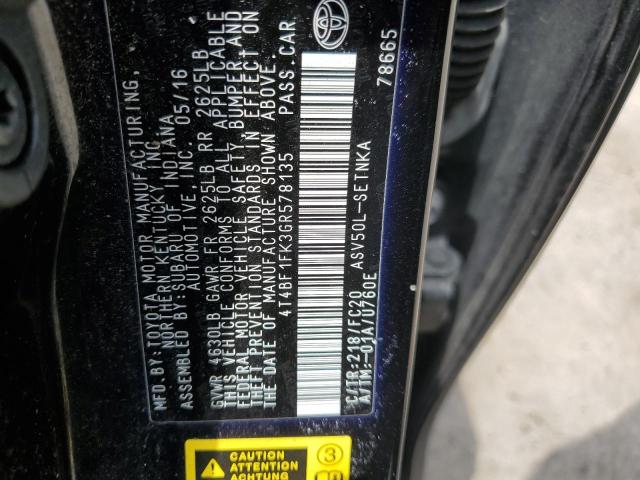 MFD. BY: TOYOTA MOTOR MANUFACTURING,
NORTHERN KENTUCKY, INC.
ASSEMBLED BY: SUBARU OF INDIANA
AUTOMOTIVE, INC. 05/16
GVWR 4630LB GAWR FR 2625LB RR 2625LB
THIS VEHICLE CONFORMS TO ALL APPLICABLE
FEDERAL MOTOR VEHICLE SAFETY, BUMPER AND
THEFT PREVENTION STANDARDS IN EFFECT ON
THE DATE OF MANUFACTURE SHOWN ABOVE.
4T4BF1FK3GR578135 PASS.CAR
C/TR:218/FC20
ASV50L-SETNKA
A/TM:-01A/U760E
78665
CAUTION
ATTENTION
3